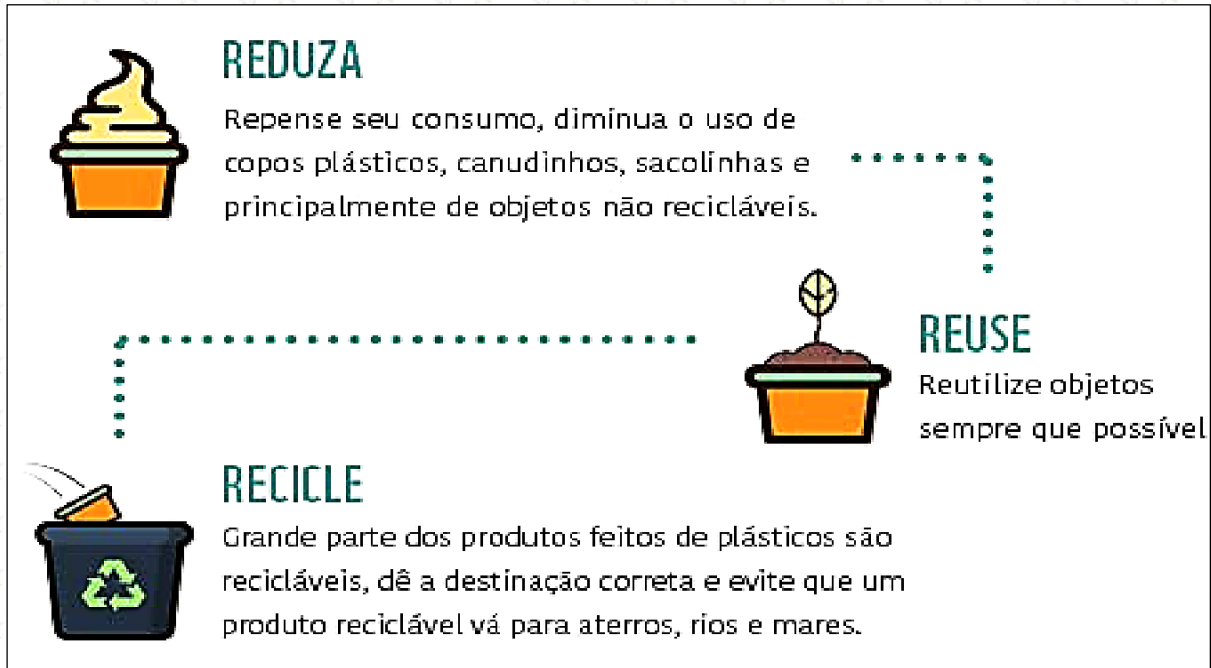 REDUZA
Repense seu consumo, diminua o uso de
copos plásticos, canudinhos, sacolinhas e
principalmente de objetos não recicláveis.
REUSE
Reutilize objetos
sempre que possível
RECICLE
Grande parte dos produtos feitos de plásticos são
recicláveis, dê a destinação correta e evite que um
produto reciclável vá para aterros, rios e mares.